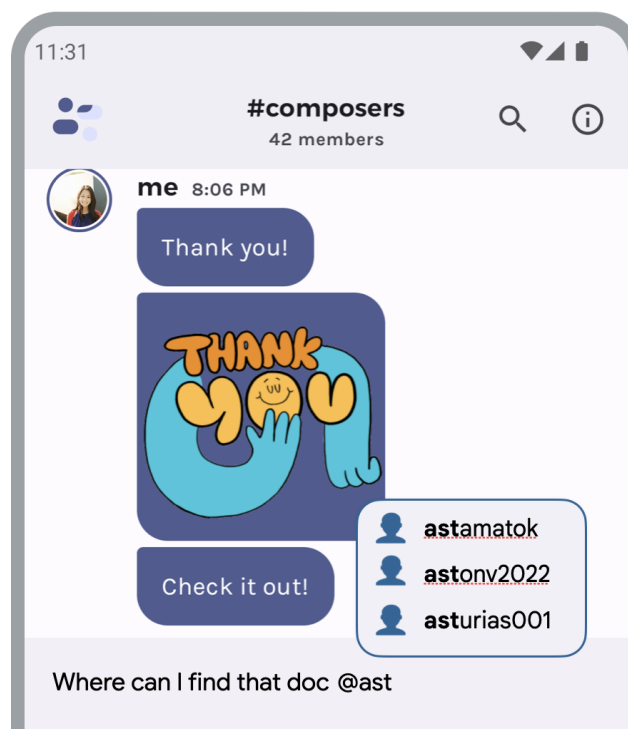 11:31
#composers
42 members
me 8:06 PM
Thank you!
THANK
YOU
Check it out!
astamatok
astonv2022
asturias001
Where can I find that doc @ast